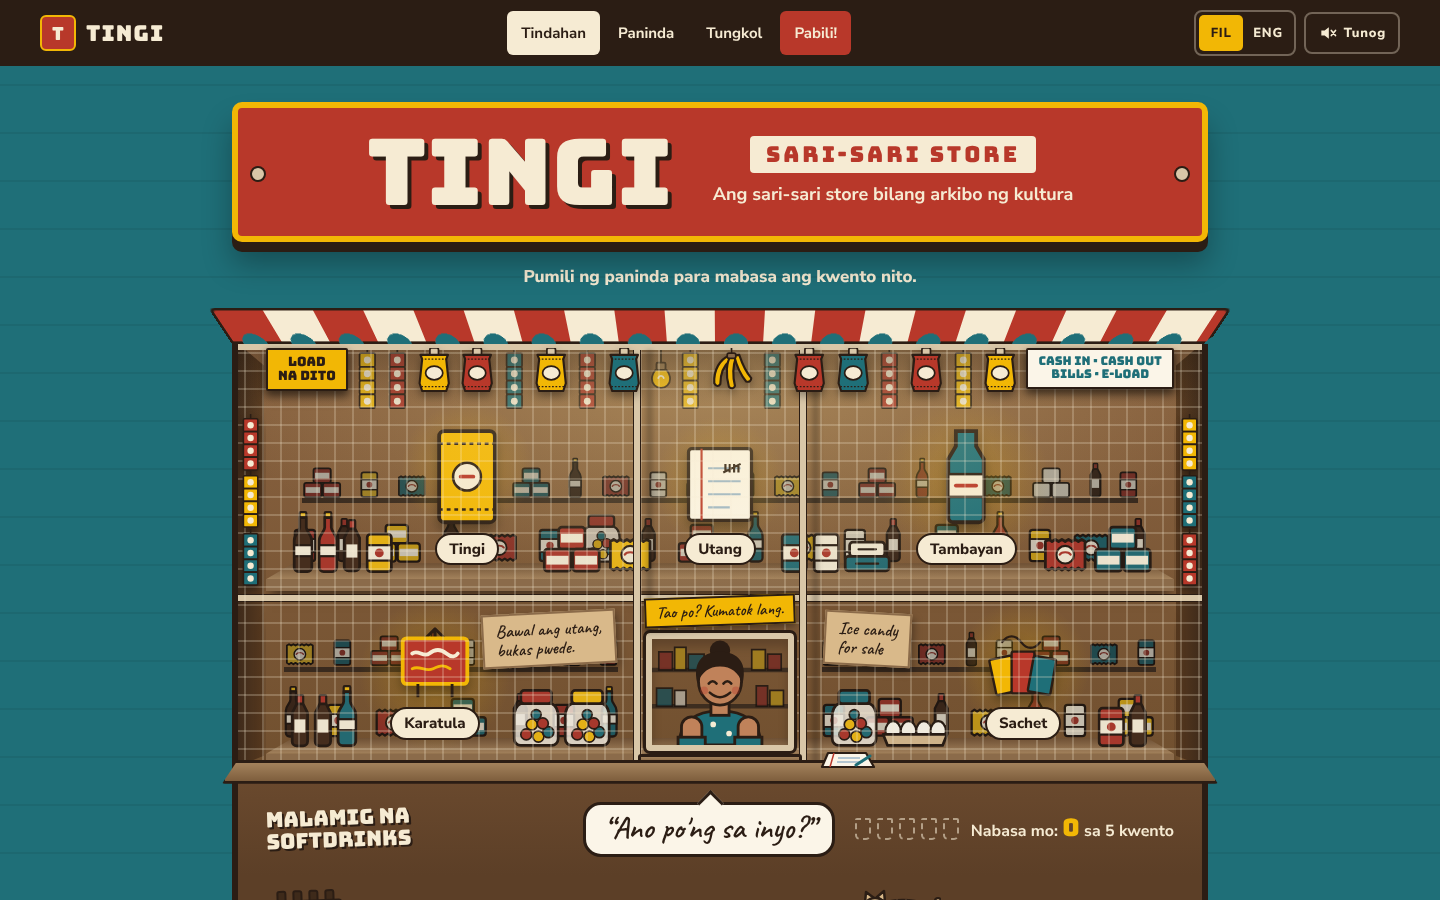 T TINGI
Tindahan Paninda Tungkol Pabili!
FIL ENG Tunog
TINGI
SARI-SARI STORE
Ang sari-sari store bilang arkibo ng kultura
Pumili ng paninda para mabasa ang kwento nito.
LOAD
NA DITO
CASH IN • CASH OUT
BILLS • E-LOAD
Tingi
Utang
Tambayan
Tao po? Kumatok lang.
Bawal ang utang,
bukas pwede.
Ice candy
for sale
Karatula
Sachet
MALAMIG NA
SOFTDRINKS
“Ano po'ng sa inyo?”
Nabasa mo: 0 sa 5 kwento